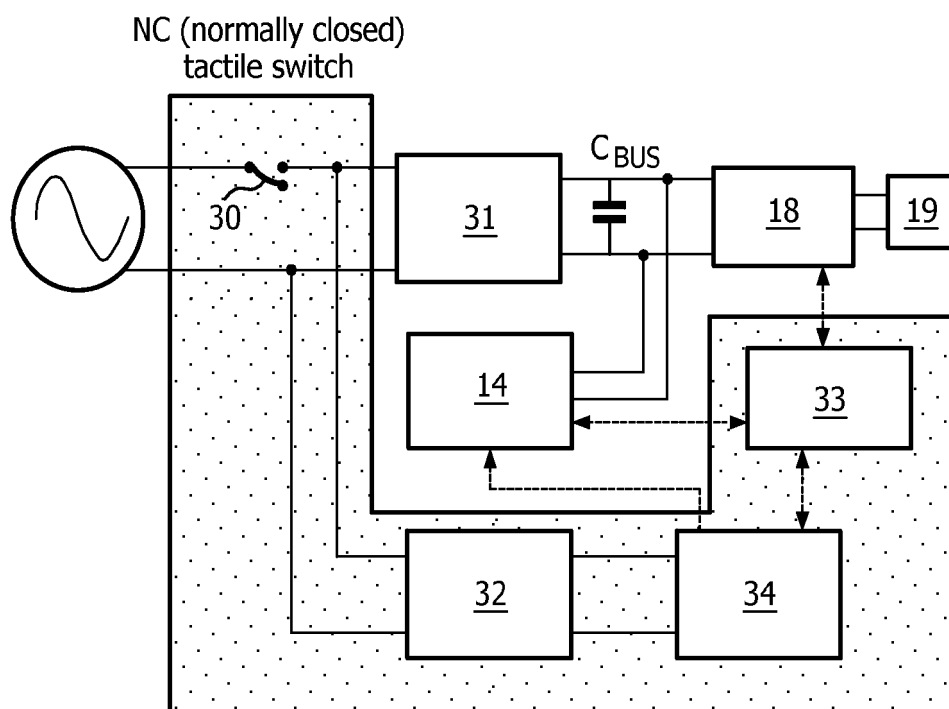 NC (normally closed)
tactile switch
30
31
C BUS
18
19
14
33
32
34